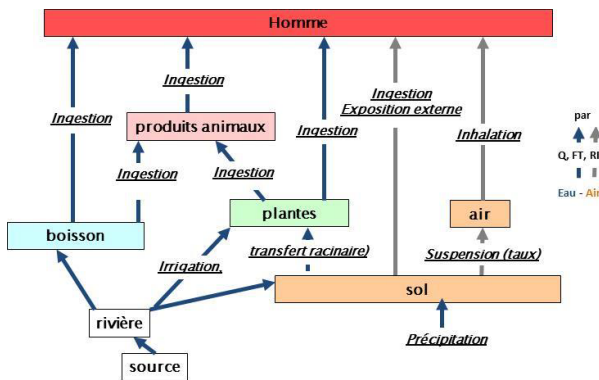 Homme
Ingestion
Ingestion
Exposition externe
Ingestion
produits animaux
Ingestion
Inhalation
par
Q, FT,
Ingestion
Ingestion
Eau - Air
plantes
air
boisson
transfert racinaire)
Suspension (taux)
Irrigation,
sol
rivière
Précipitation
source